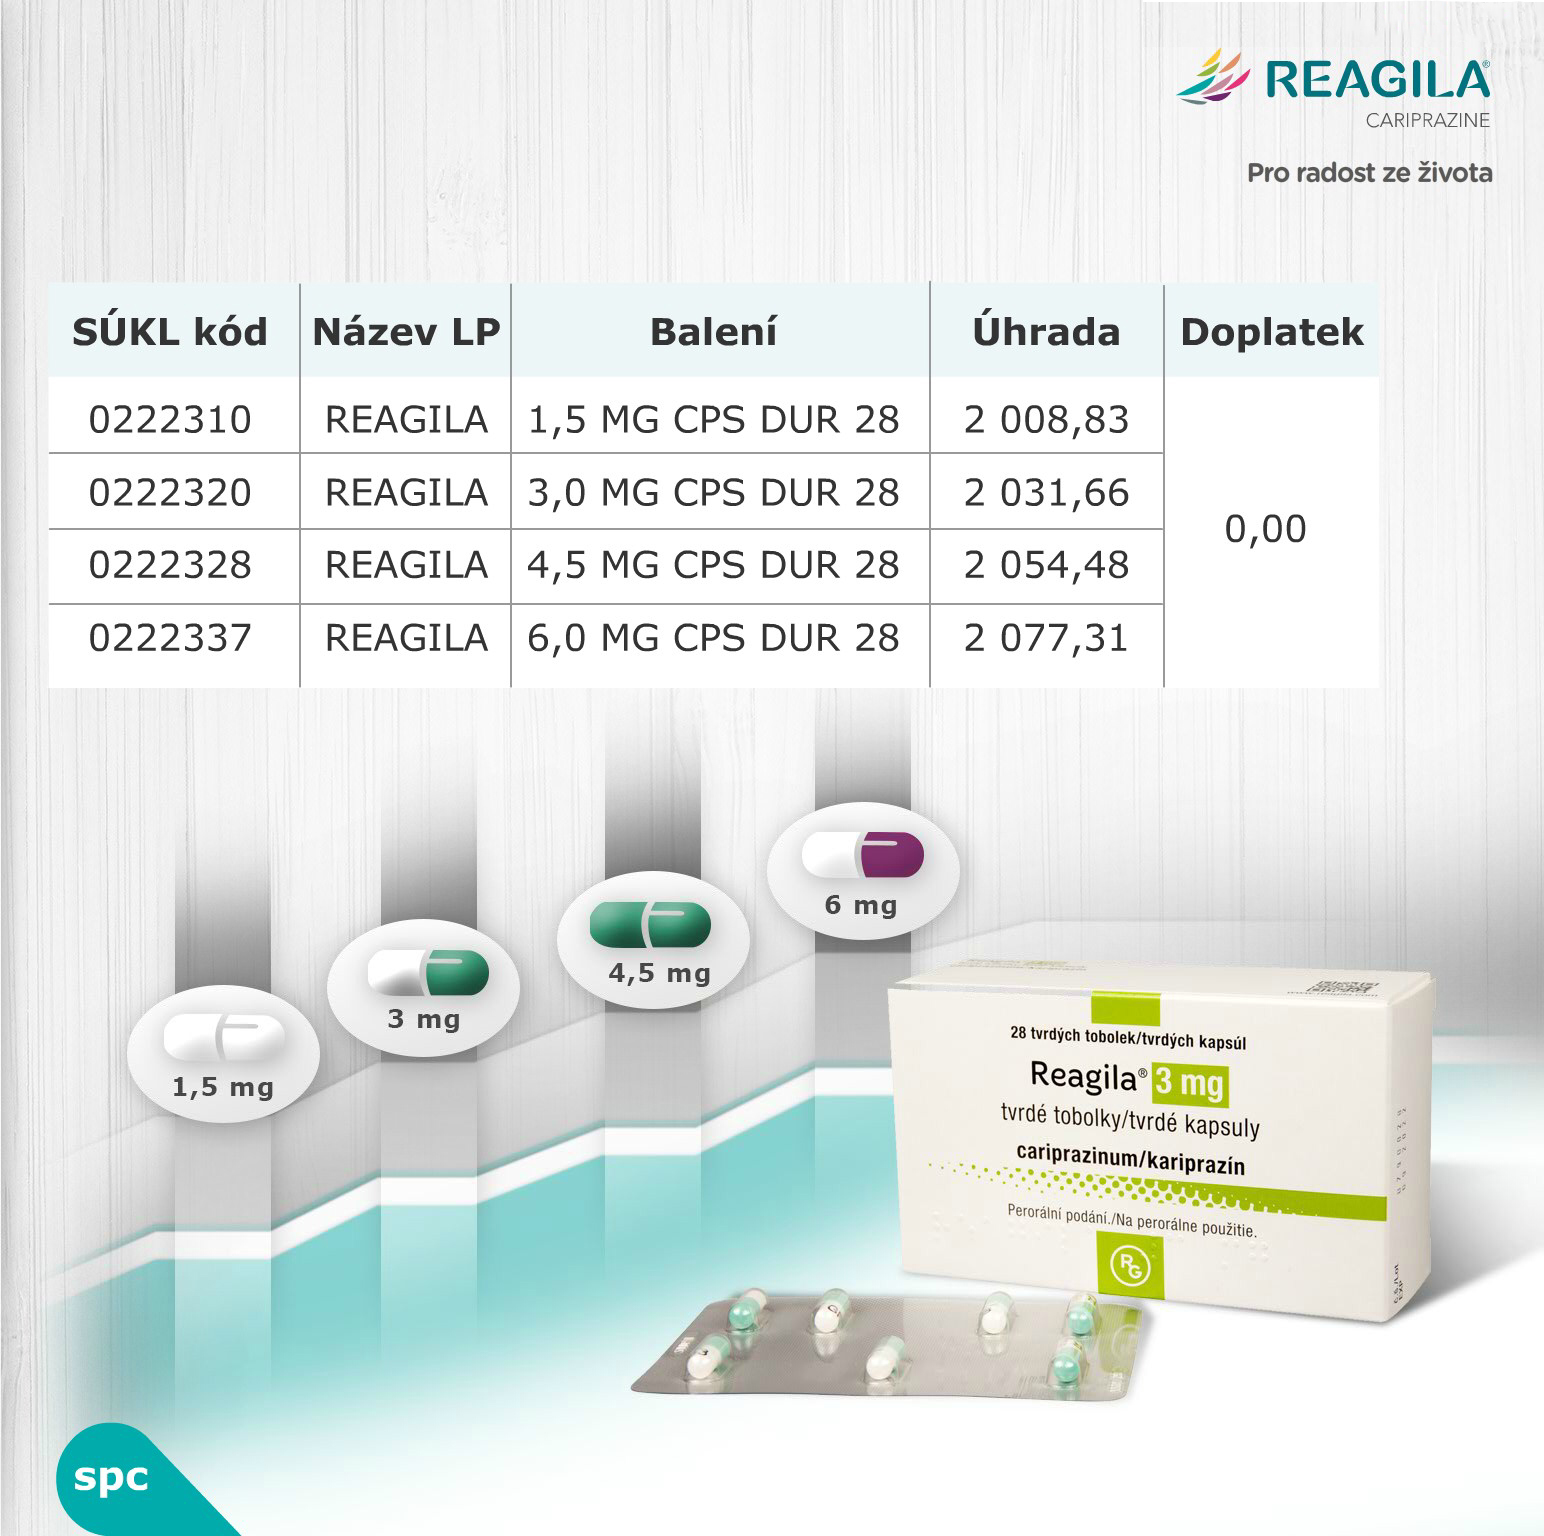 REAGILA®
CARIPRAZINE
Pro radost ze života
SÚKL kód Název LP Balení Úhrada Doplatek
0222310 REAGILA 1,5 MG CPS DUR 28 2 008,83
0222320 REAGILA 3,0 MG CPS DUR 28 2 031,66
0,00
0222328 REAGILA 4,5 MG CPS DUR 28 2 054,48
0222337 REAGILA 6,0 MG CPS DUR 28 2 077,31
6 mg
4,5 mg
3 mg
1,5 mg
28 tvrdých tobolek/tvrdých kapsúl
Reagila® 3 mg
tvrdé tobolky/tvrdé kapsuly
cariprazinum/kariprazín
Perorální podání./Na perorálne použitie.
RG
spc